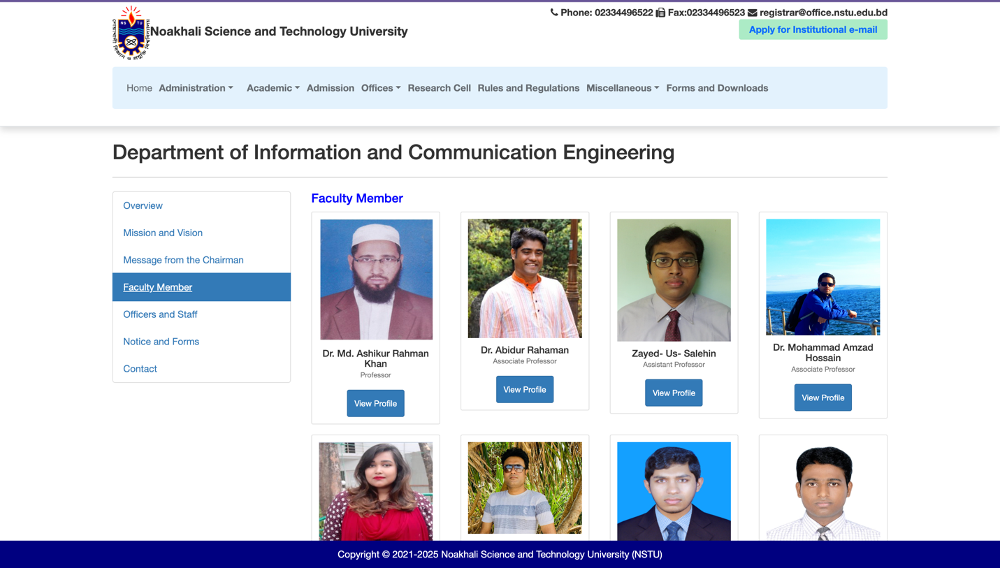 Phone: 02334496522 Fax:02334496523 registrar@office.nstu.edu.bd
NS TU
Noakhali Science and Technology University
Apply for Institutional e-mail
Home Administration Academic Admission Offices Research Cell Rules and Regulations Miscellaneous Forms and Downloads
Department of Information and Communication Engineering
Overview
Mission and Vision
Message from the Chairman
Faculty Member
Officers and Staff
Notice and Forms
Contact
Faculty Member
Dr. Md. Ashikur Rahman
Khan
Professor
View Profile
Dr. Abidur Rahaman
Associate Professor
View Profile
Zayed- Us- Salehin
Assistant Professor
View Profile
Dr. Mohammad Amzad
Hossain
Associate Professor
View Profile
Copyright © 2021-2025 Noakhali Science and Technology University (NSTU)